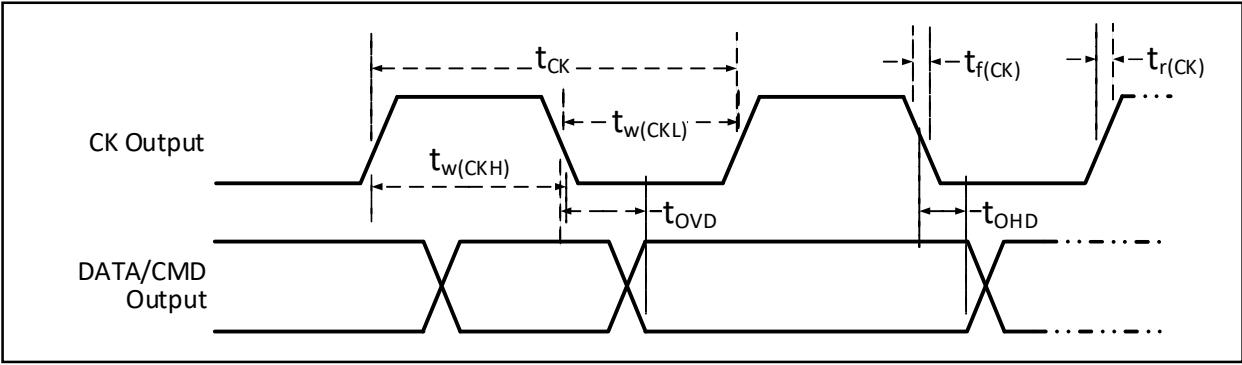 tCK
tf(CK)
tr(CK)
CK Output
tw(CKL)
tw(CKH)
tOVD
tOHD
DATA/CMD
Output